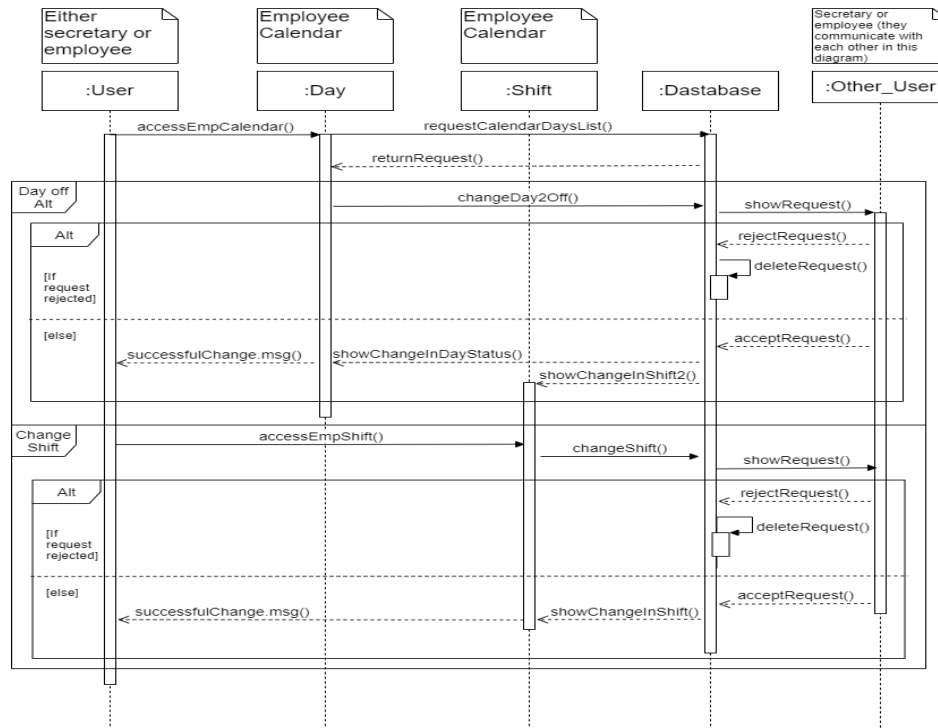 Either
secretary or
employee
Employee
Calendar
Employee
Calendar
Secretary or
employee (they
communicate with
each other in this
diagram)
:User
:Day
:Shift
:Dastabase
:Other_User
accessEmpCalendar()
requestCalendarDaysList()
returnRequest()
Day off
Alt
changeDay2Off()
showRequest()
Alt
rejectRequest()
deleteRequest()
[If
request
rejected]
[else]
acceptRequest()
successfulChange.msg()
showChangeInDayStatus()
showChangeInShift2()
Change
Shift
accessEmpShift()
changeShift()
showRequest()
Alt
rejectRequest()
deleteRequest()
[If
request
rejected]
[else]
acceptRequest()
successfulChange.msg()
showChangeInShift()